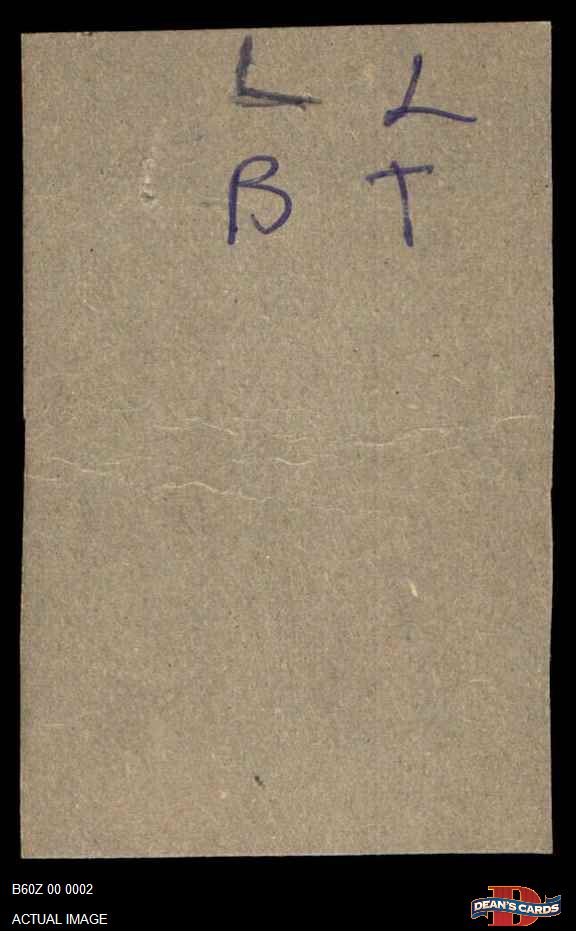 L L
B T
B60Z 00 0002
ACTUAL IMAGE
D
DEAN'S CARDS